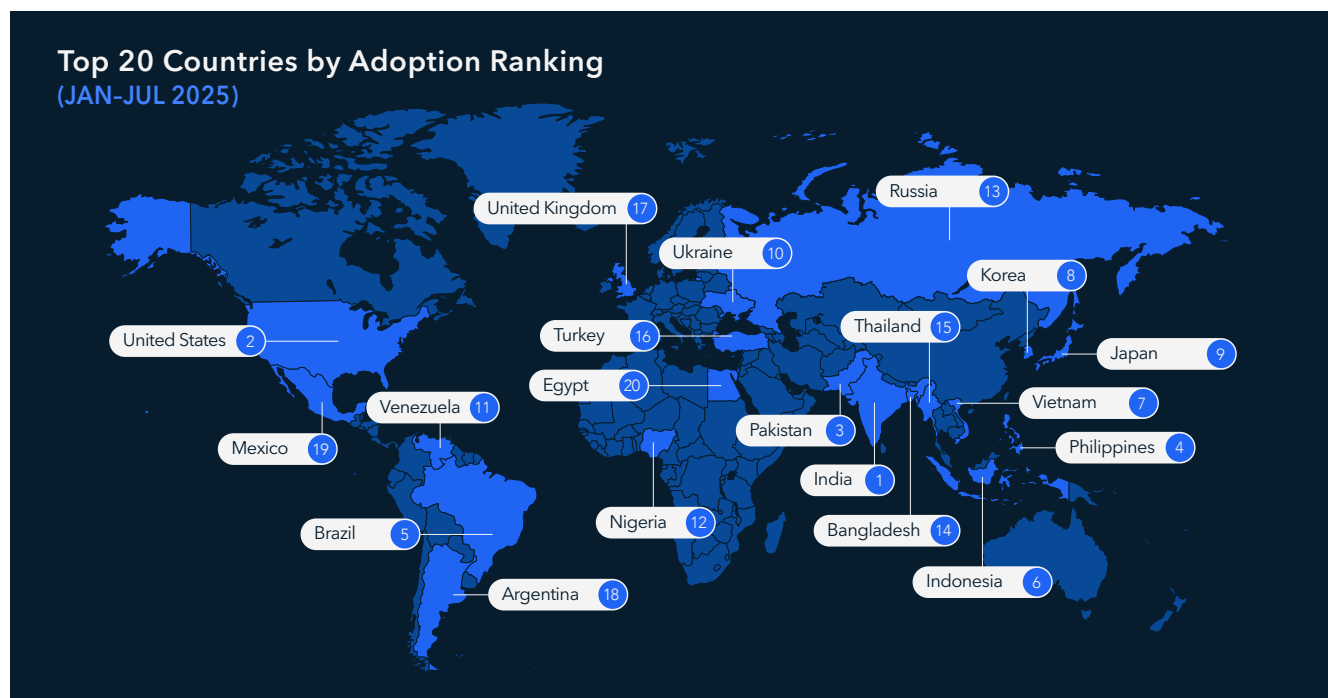 Top 20 Countries by Adoption Ranking
(JAN–JUL 2025)
Russia 13
United Kingdom 17
Ukraine 10
Korea 8
Thailand 15
Turkey 16
United States 2
Japan 9
Egypt 20
Venezuela 11
Vietnam 7
Pakistan 3
Mexico 19
Philippines 4
India 1
Nigeria 12
Bangladesh 14
Brazil 5
Indonesia 6
Argentina 18